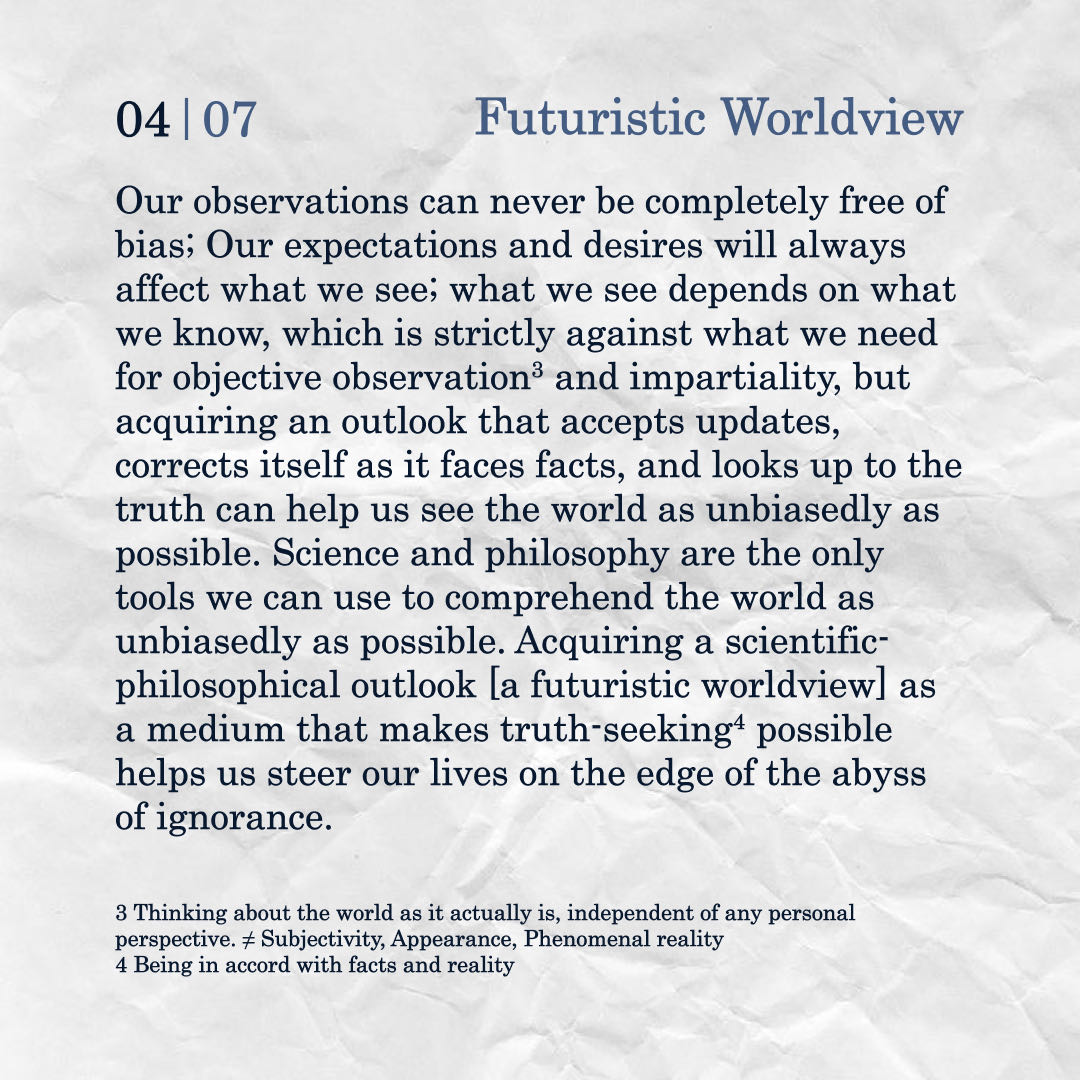 04|07 Futuristic Worldview
Our observations can never be completely free of
bias; Our expectations and desires will always
affect what we see; what we see depends on what
we know, which is strictly against what we need
for objective observation³ and impartiality, but
acquiring an outlook that accepts updates,
corrects itself as it faces facts, and looks up to the
truth can help us see the world as unbiasedly as
possible. Science and philosophy are the only
tools we can use to comprehend the world as
unbiasedly as possible. Acquiring a scientific-
philosophical outlook [a futuristic worldview] as
a medium that makes truth-seeking⁴ possible
helps us steer our lives on the edge of the abyss
of ignorance.
3 Thinking about the world as it actually is, independent of any personal
perspective. ≠ Subjectivity, Appearance, Phenomenal reality
4 Being in accord with facts and reality